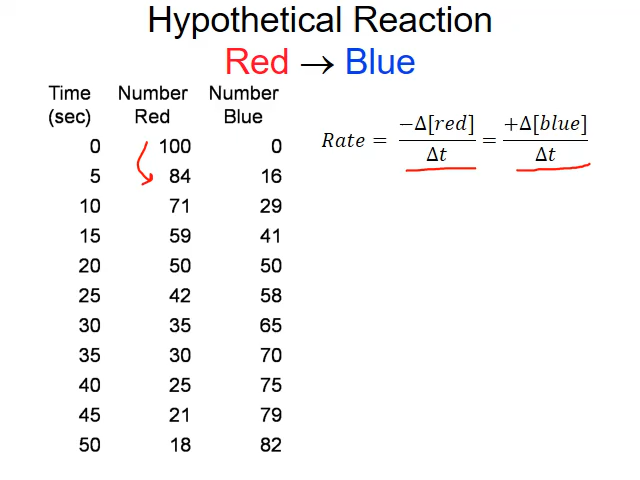 Hypothetical Reaction
Red → Blue
Time (sec) Number Red Number Blue
0 100 0
5 84 16
10 71 29
15 59 41
20 50 50
25 42 58
30 35 65
35 30 70
40 25 75
45 21 79
50 18 82
Rate = −Δ[red]/Δt = +Δ[blue]/Δt